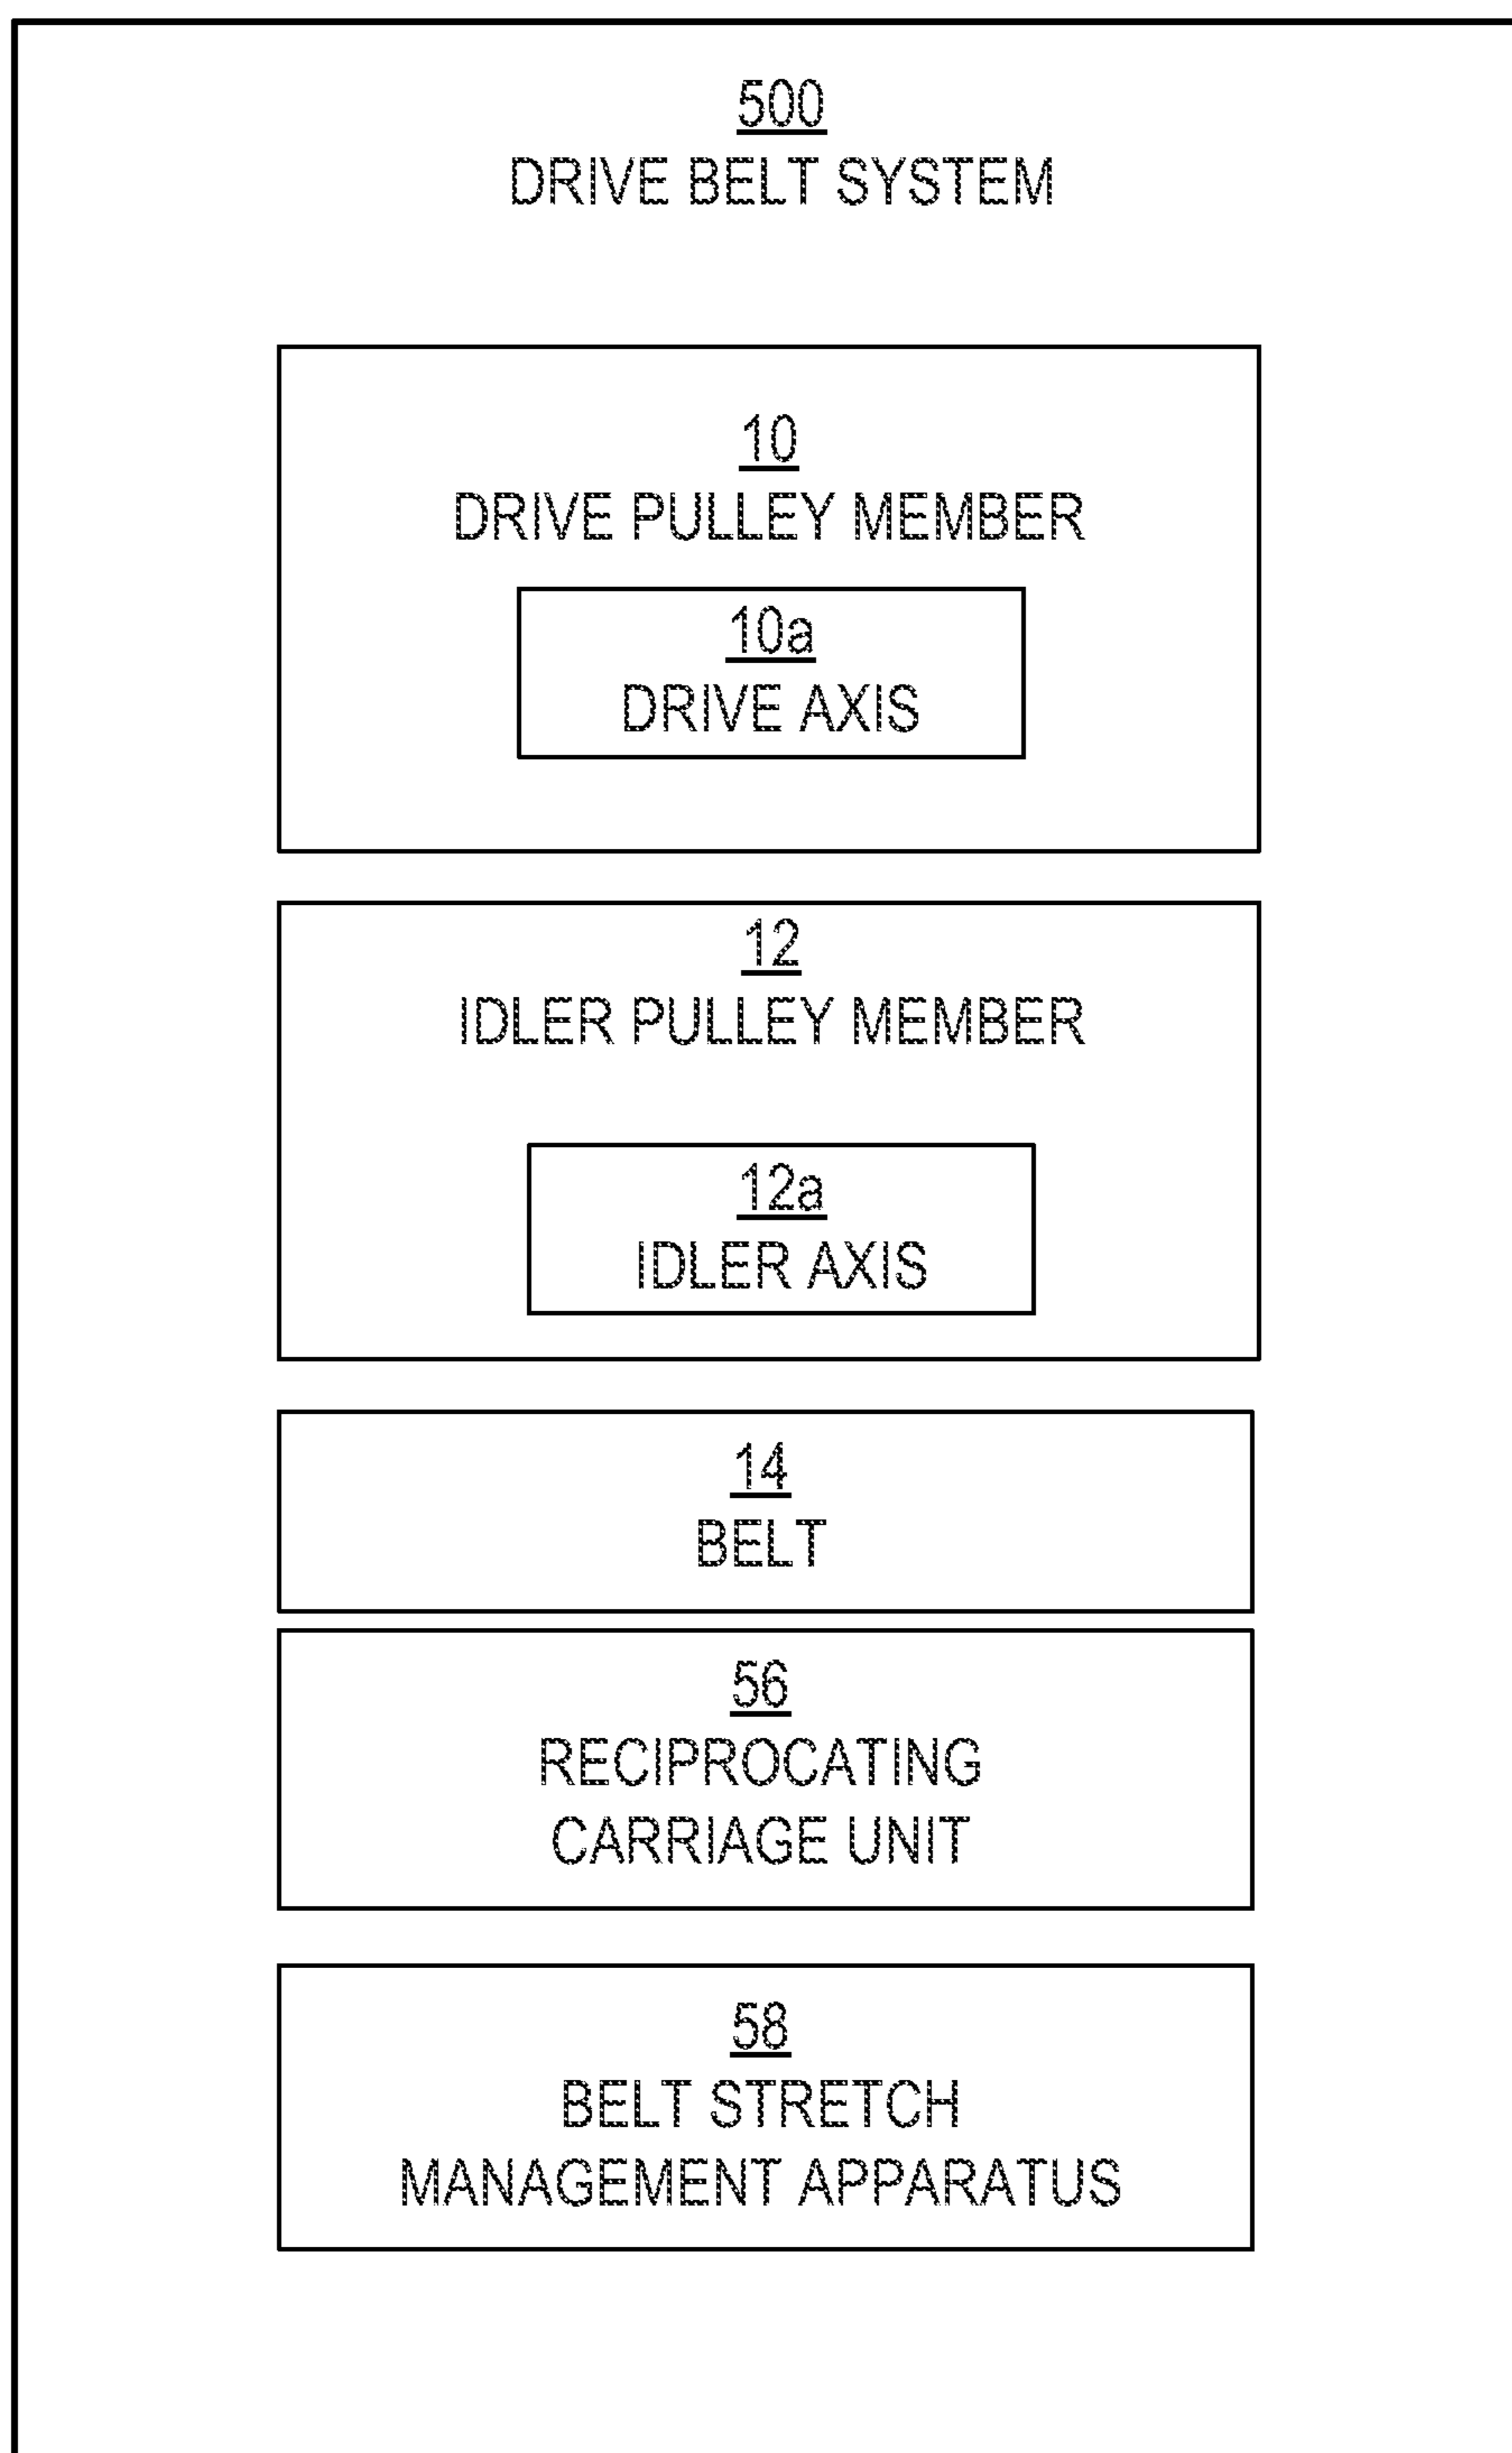 500
DRIVE BELT SYSTEM
10
DRIVE PULLEY MEMBER
10a
DRIVE AXIS
12
IDLER PULLEY MEMBER
12a
IDLER AXIS
14
BELT
56
RECIPROCATING
CARRIAGE UNIT
58
BELT STRETCH
MANAGEMENT APPARATUS